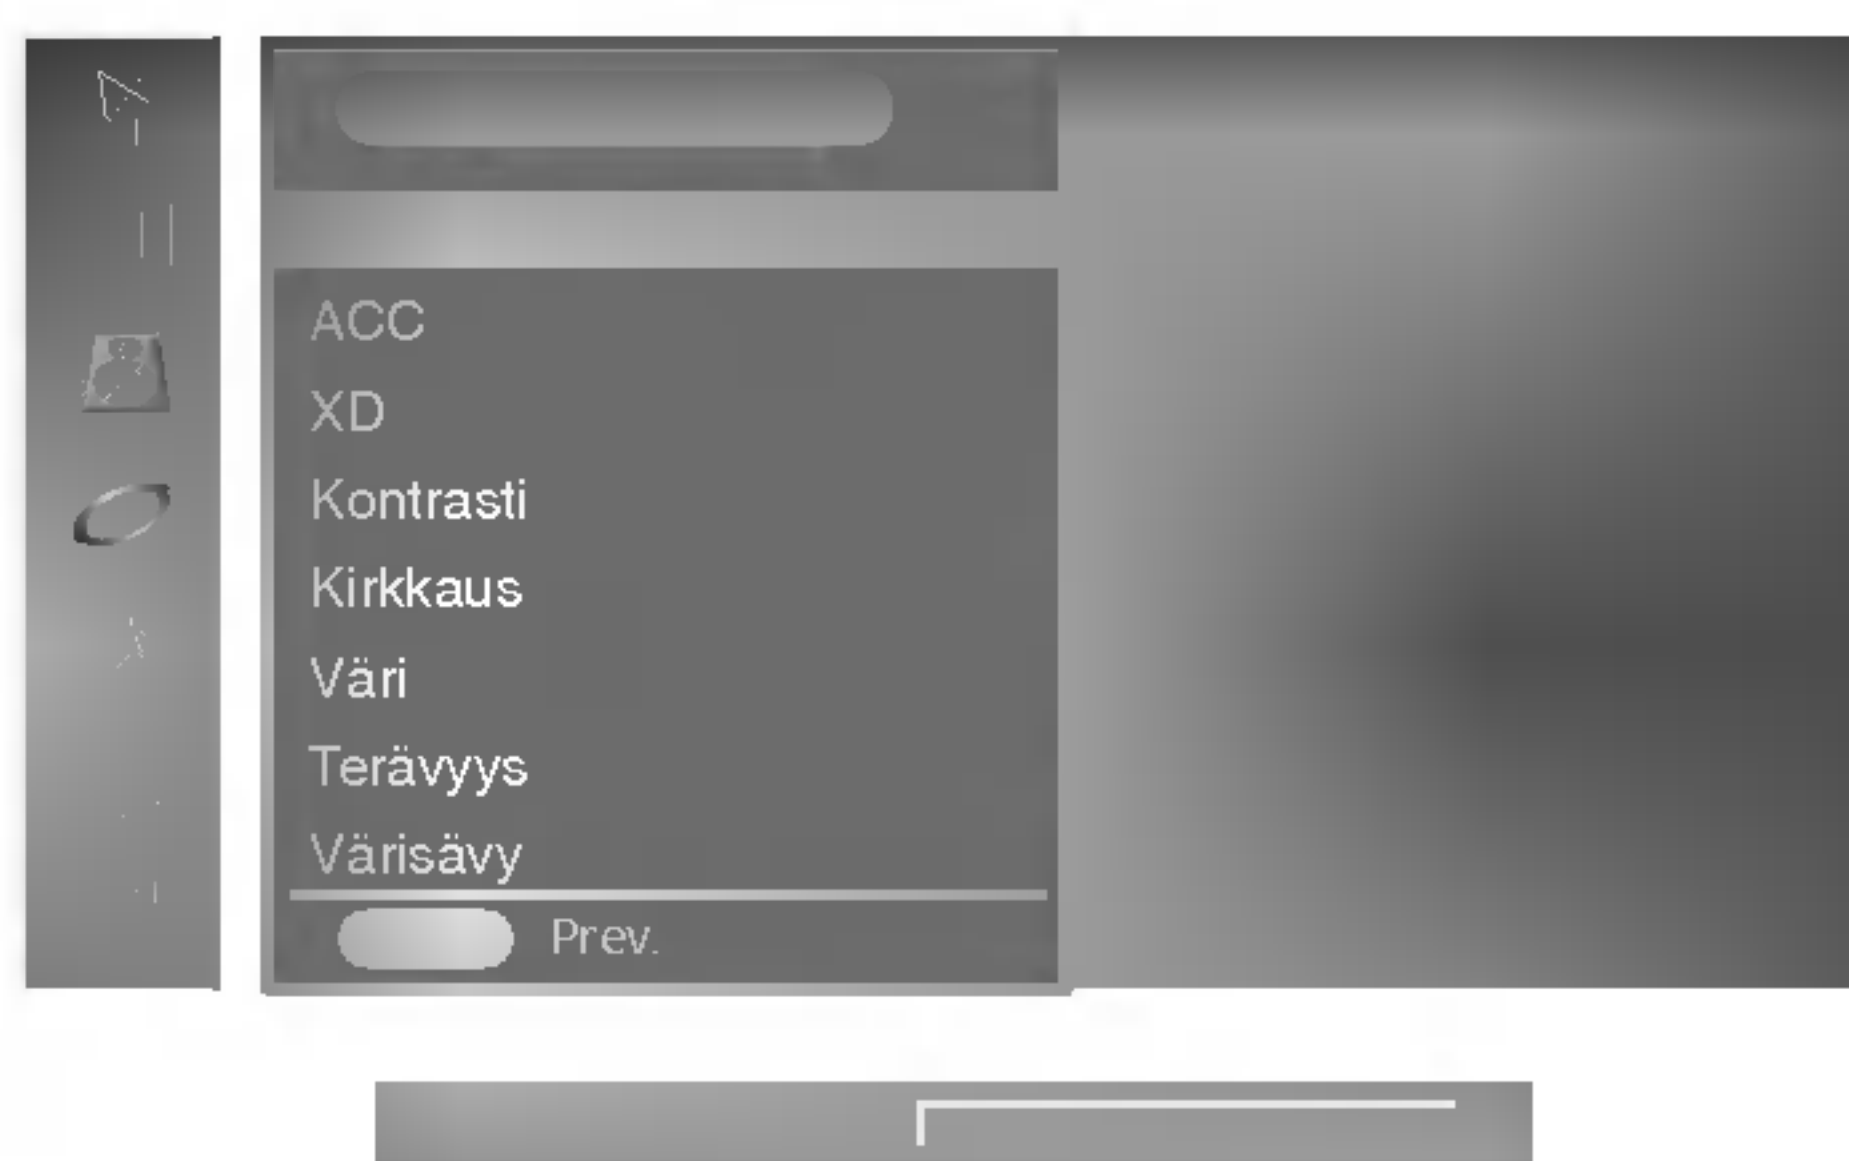 ACC
XD
Kontrasti
Kirkkaus
Väri
Terävyys
Värisävy
Prev.